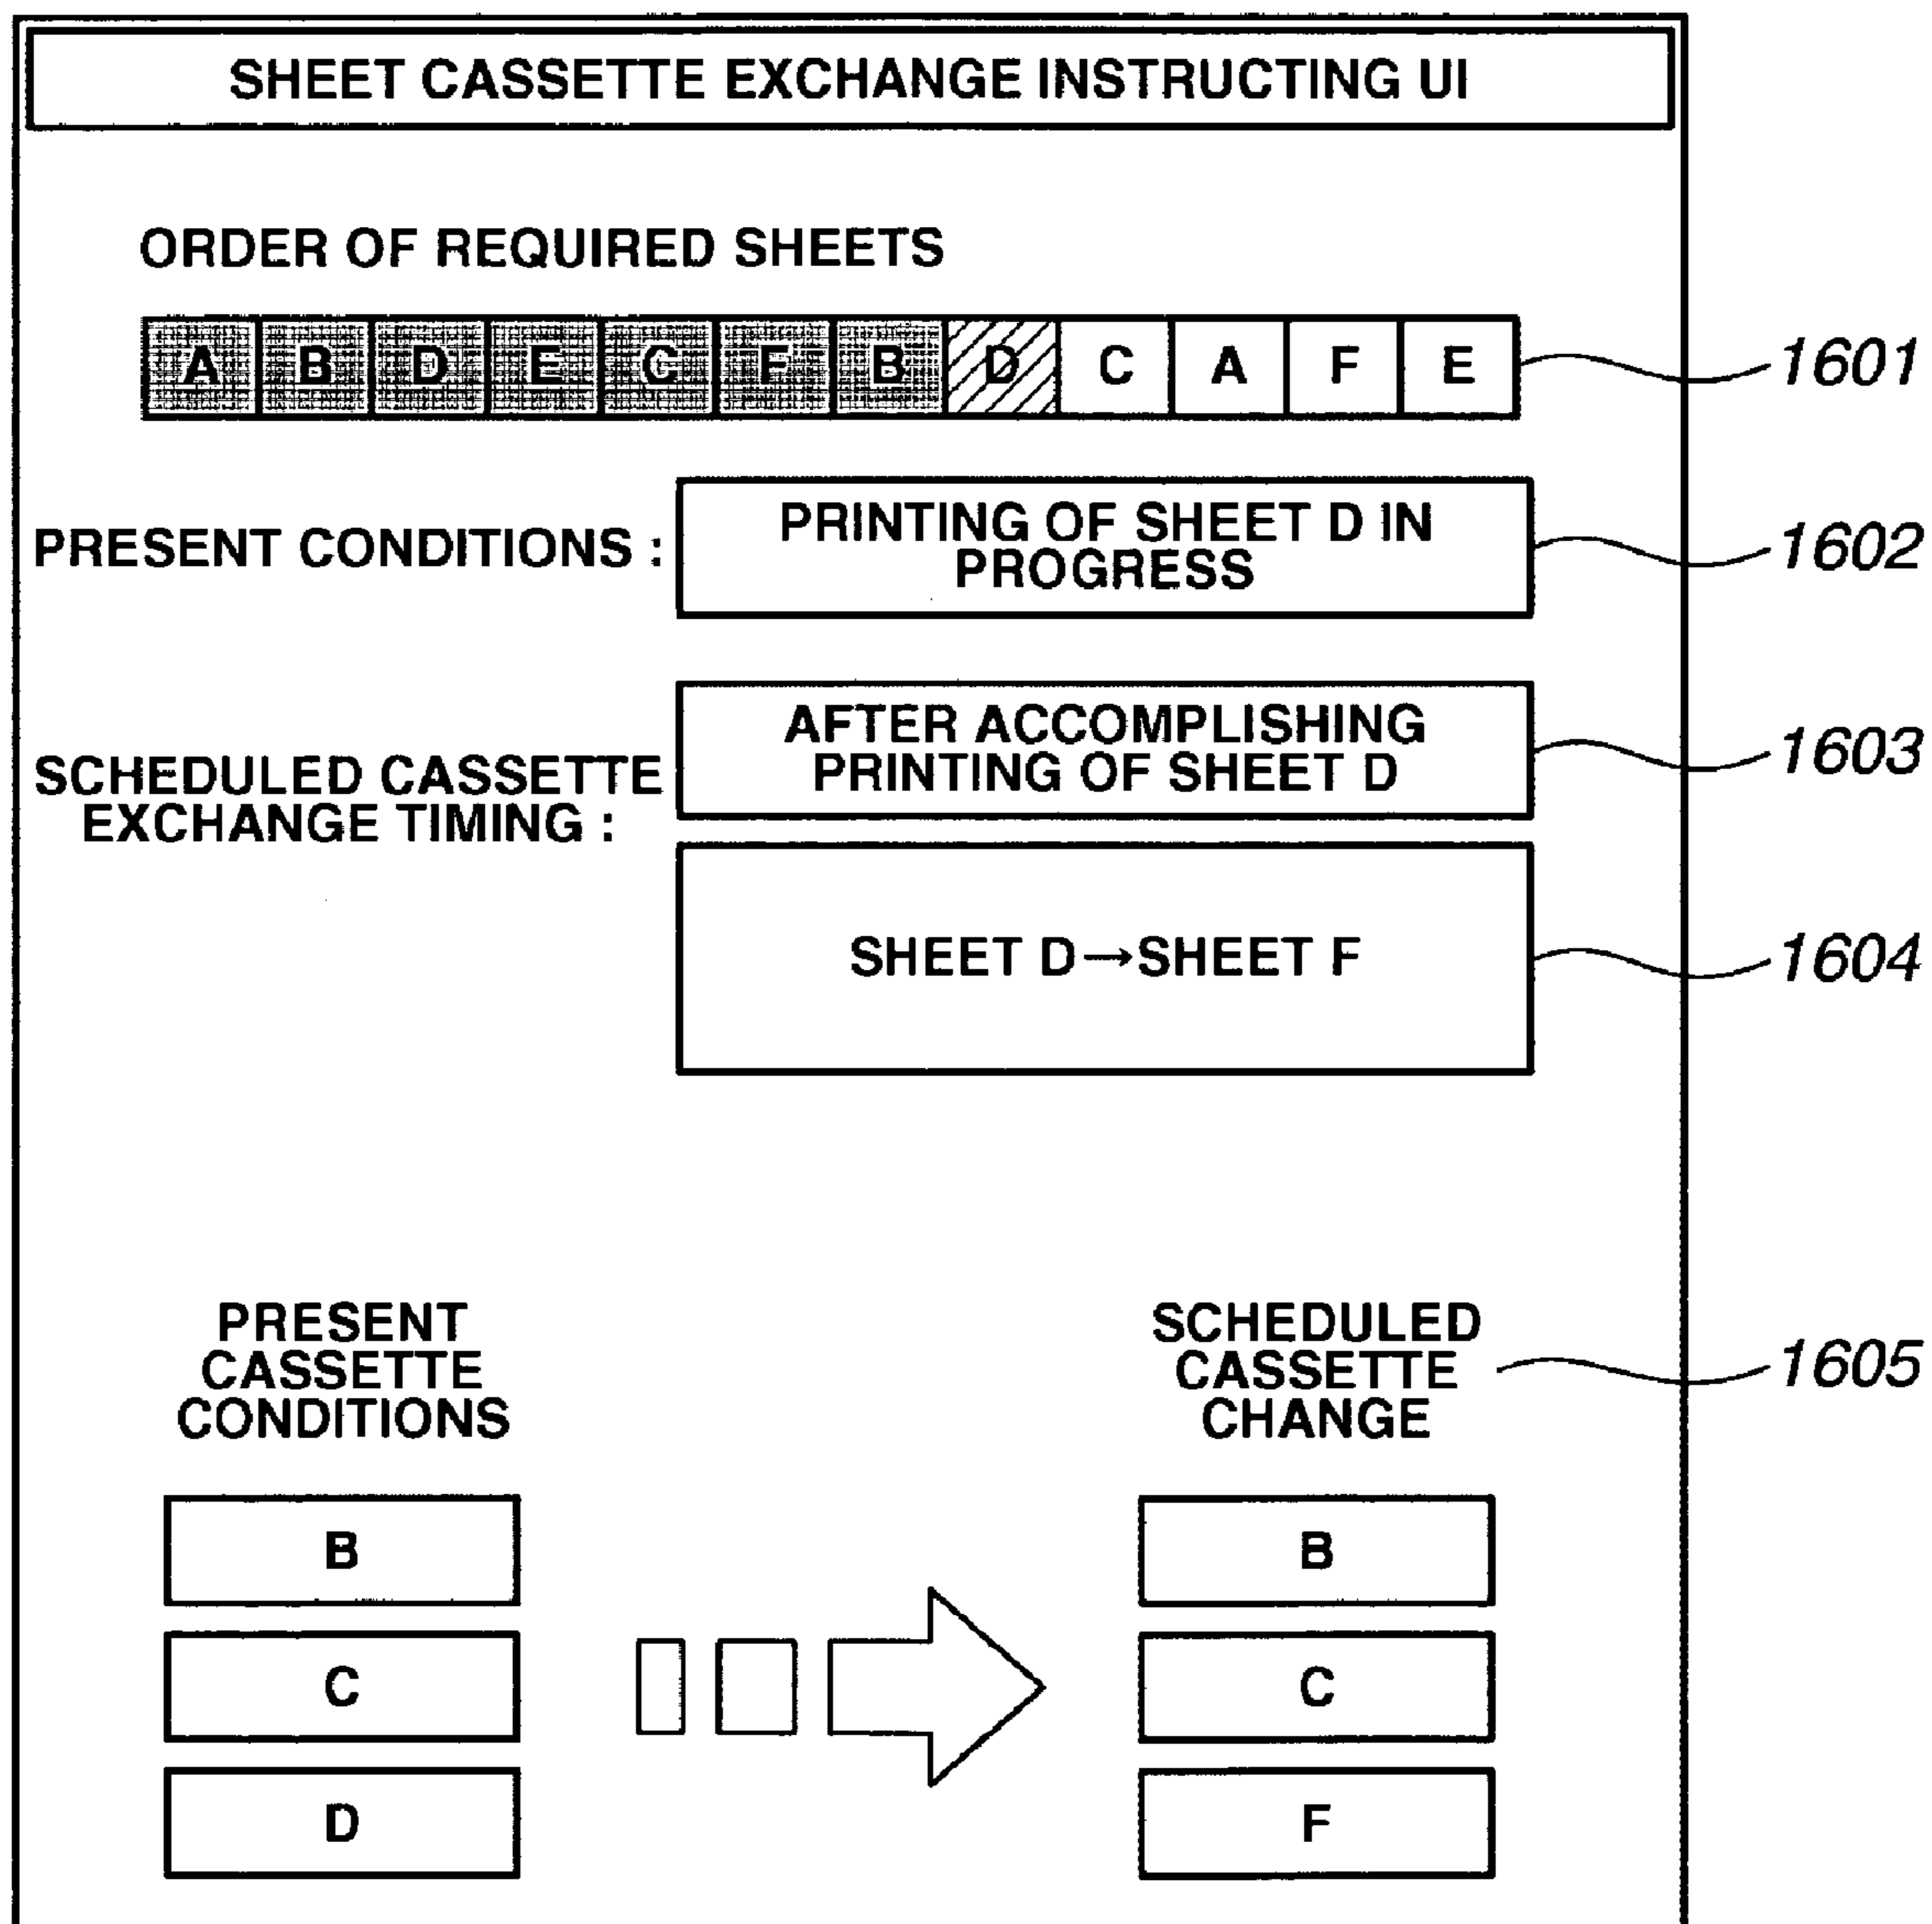 SHEET CASSETTE EXCHANGE INSTRUCTING UI
ORDER OF REQUIRED SHEETS
A B D E C F B D C A F E
1601
PRESENT CONDITIONS :
PRINTING OF SHEET D IN
PROGRESS
1602
SCHEDULED CASSETTE
EXCHANGE TIMING :
AFTER ACCOMPLISHING
PRINTING OF SHEET D
1603
SHEET D→SHEET F
1604
PRESENT
CASSETTE
CONDITIONS
SCHEDULED
CASSETTE
CHANGE
1605
B
C
D
B
C
F